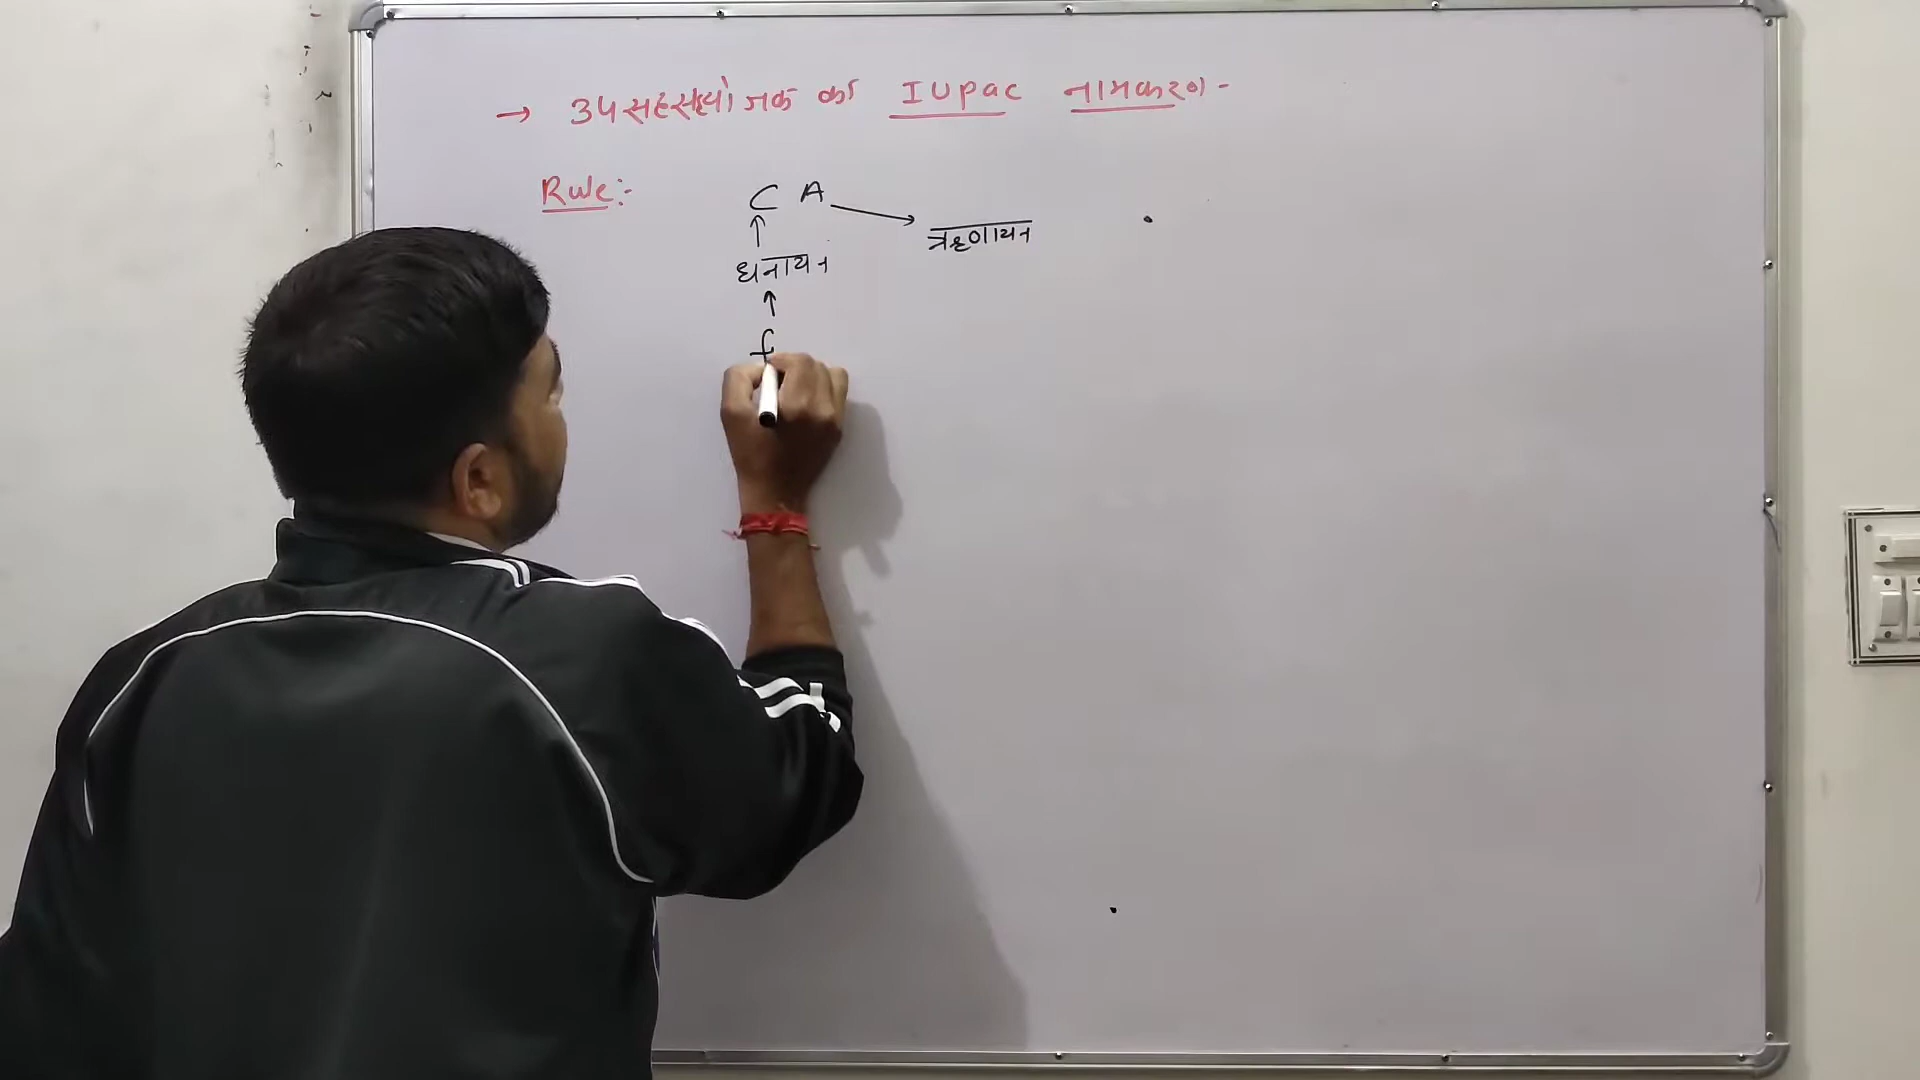 → उपसहसंयोजक का IUPac नामकरण -
Rule :-
C A → ऋणायन
↑
धनायन
↑
f